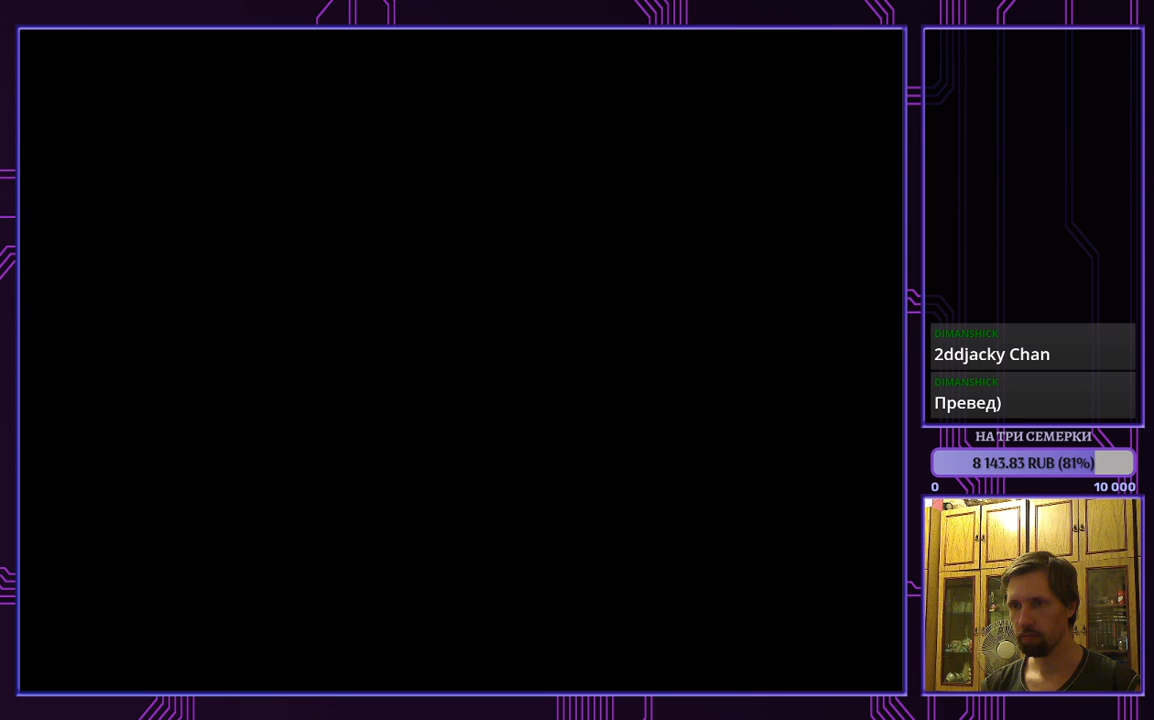 DIMANSHICK
2ddjacky Chan
DIMANSHICK
Превед)
НА ТРИ СЕМЕРКИ
8 143.83 RUB (81%)
0 10 000